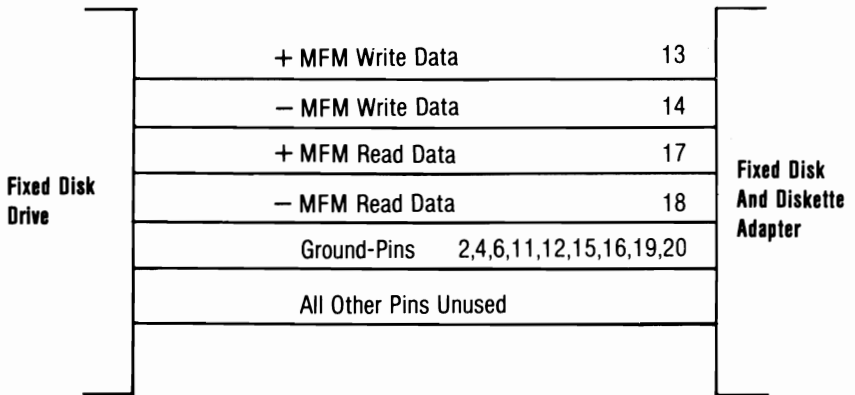 + MFM Write Data 13
− MFM Write Data 14
+ MFM Read Data 17
− MFM Read Data 18
Ground-Pins 2,4,6,11,12,15,16,19,20
All Other Pins Unused
Fixed Disk
Drive
Fixed Disk
And Diskette
Adapter